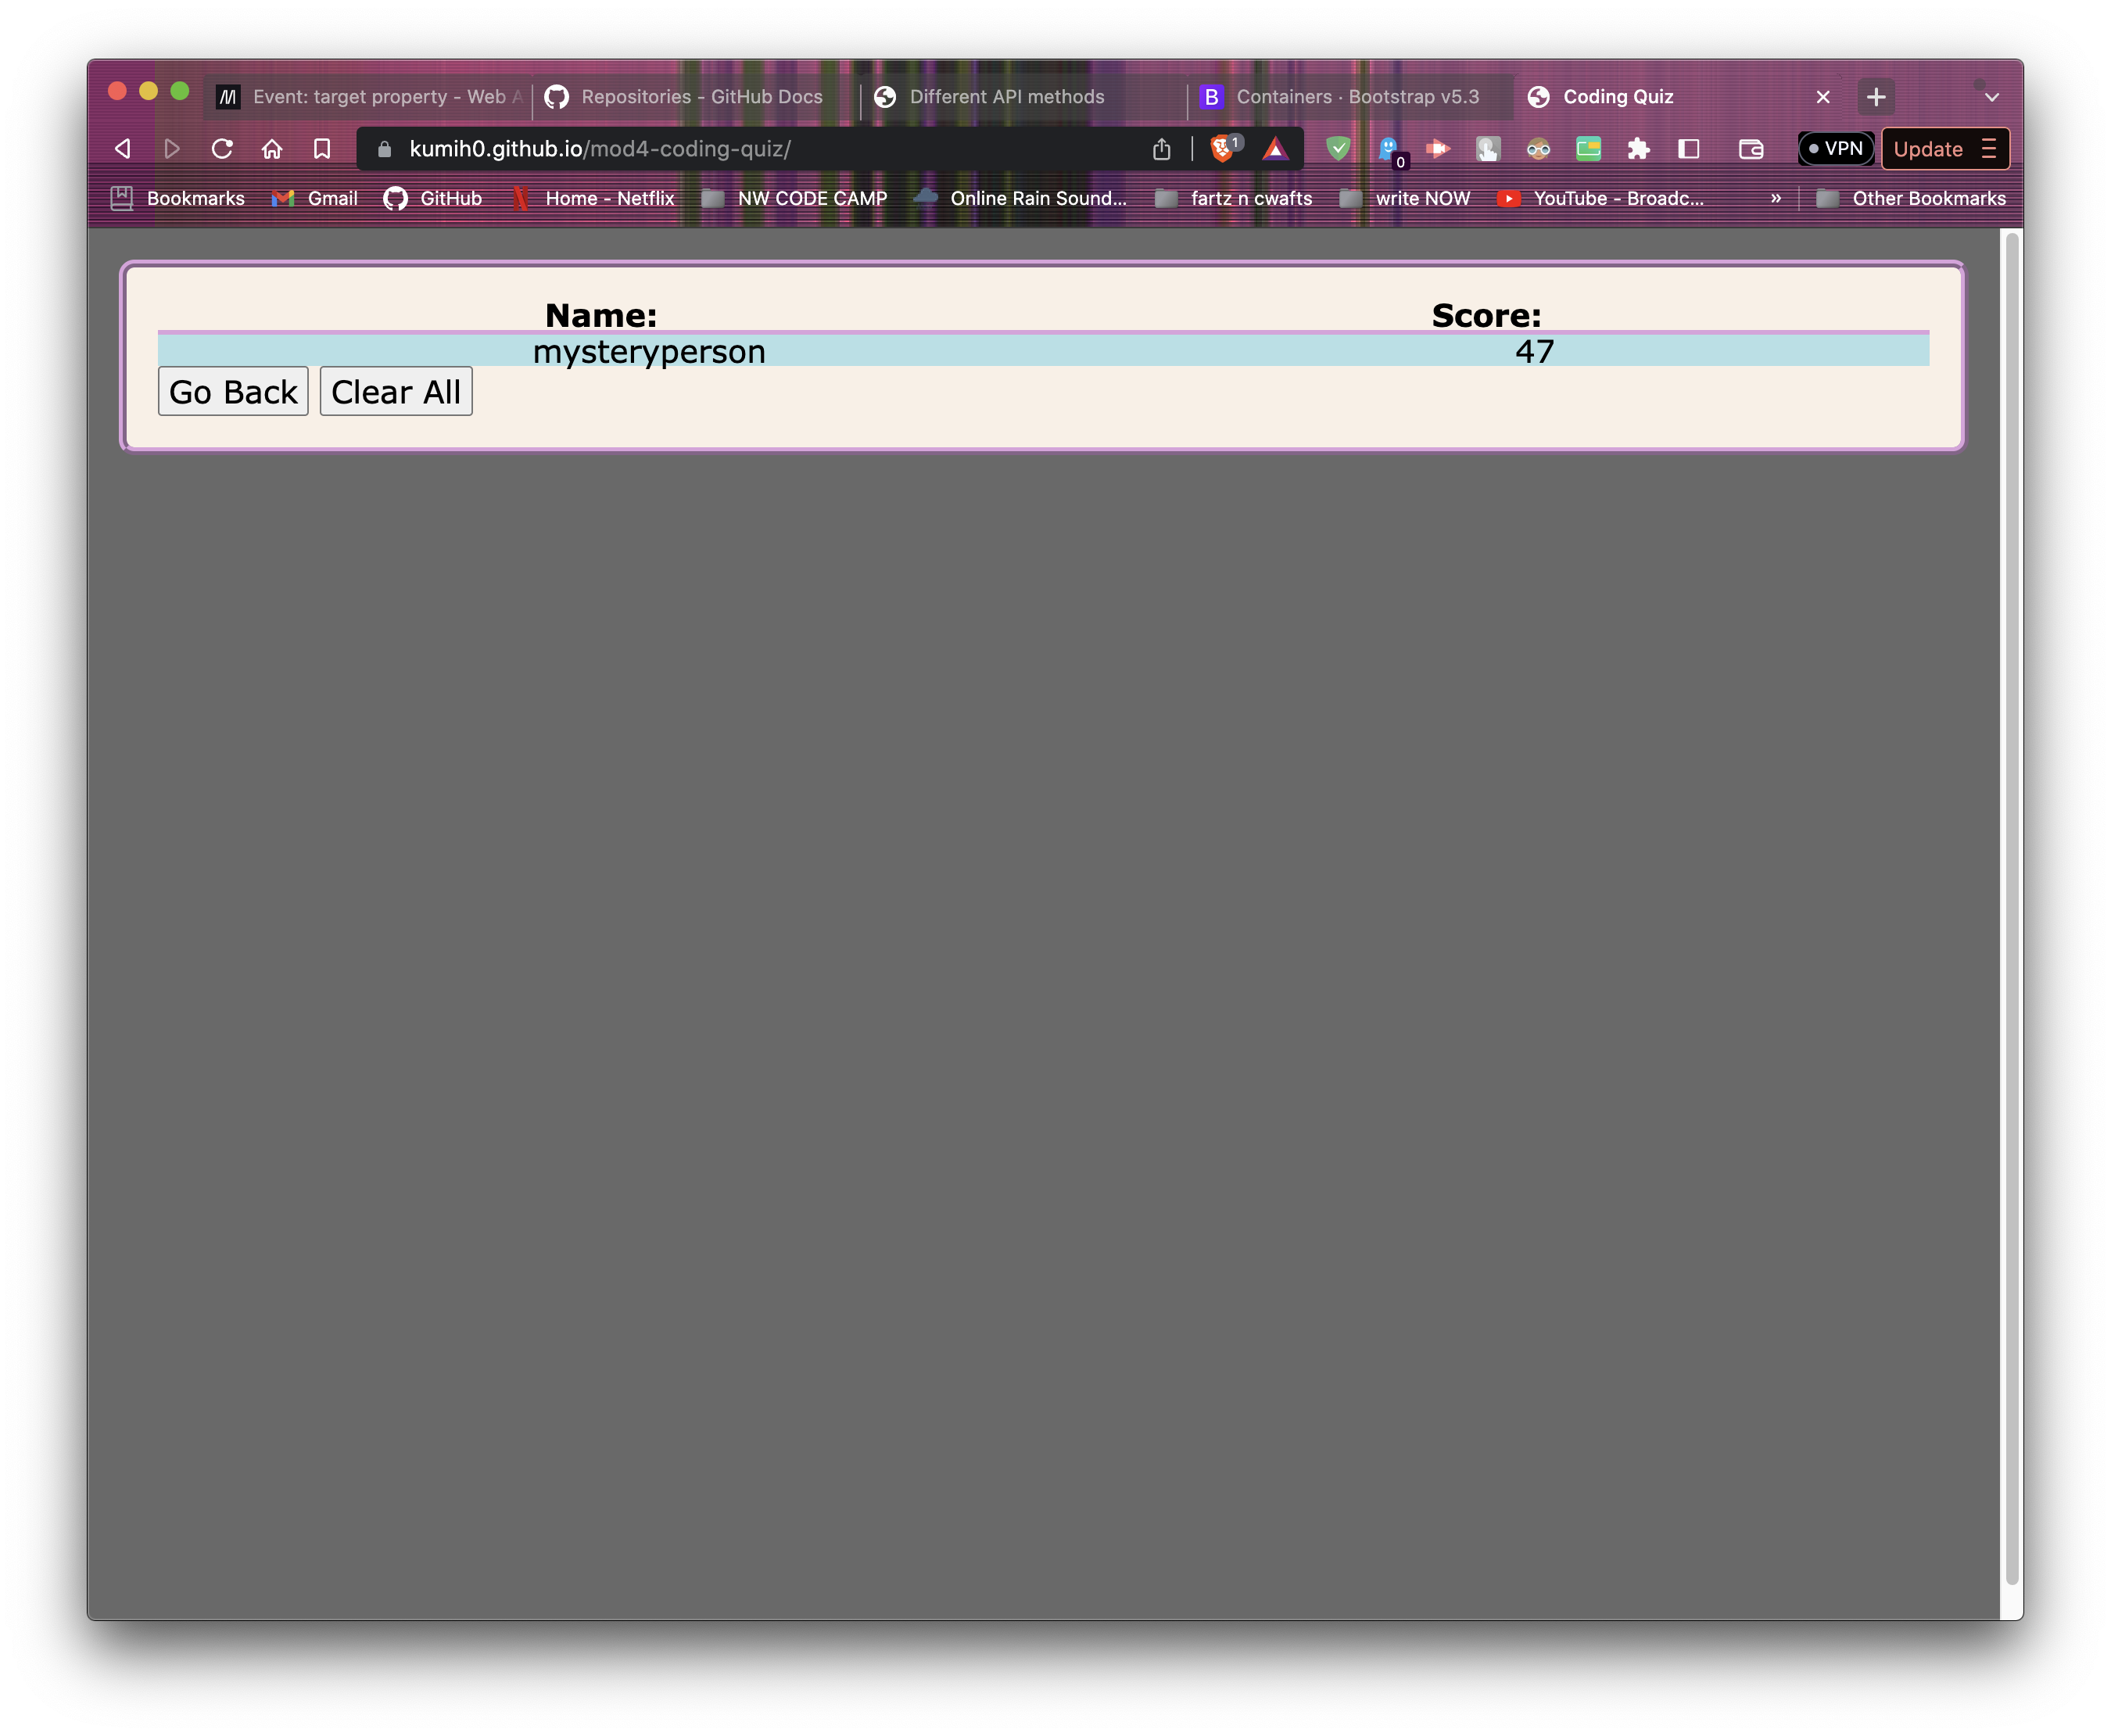 Event: target property - Web A Repositories - GitHub Docs Different API methods B Containers · Bootstrap v5.3 Coding Quiz
kumih0.github.io/mod4-coding-quiz/ 1 0 VPN Update
Bookmarks Gmail GitHub Home - Netflix NW CODE CAMP Online Rain Sound... fartz n cwafts write NOW YouTube - Broadc... » Other Bookmarks
Name: Score:
mysteryperson 47
Go Back Clear All